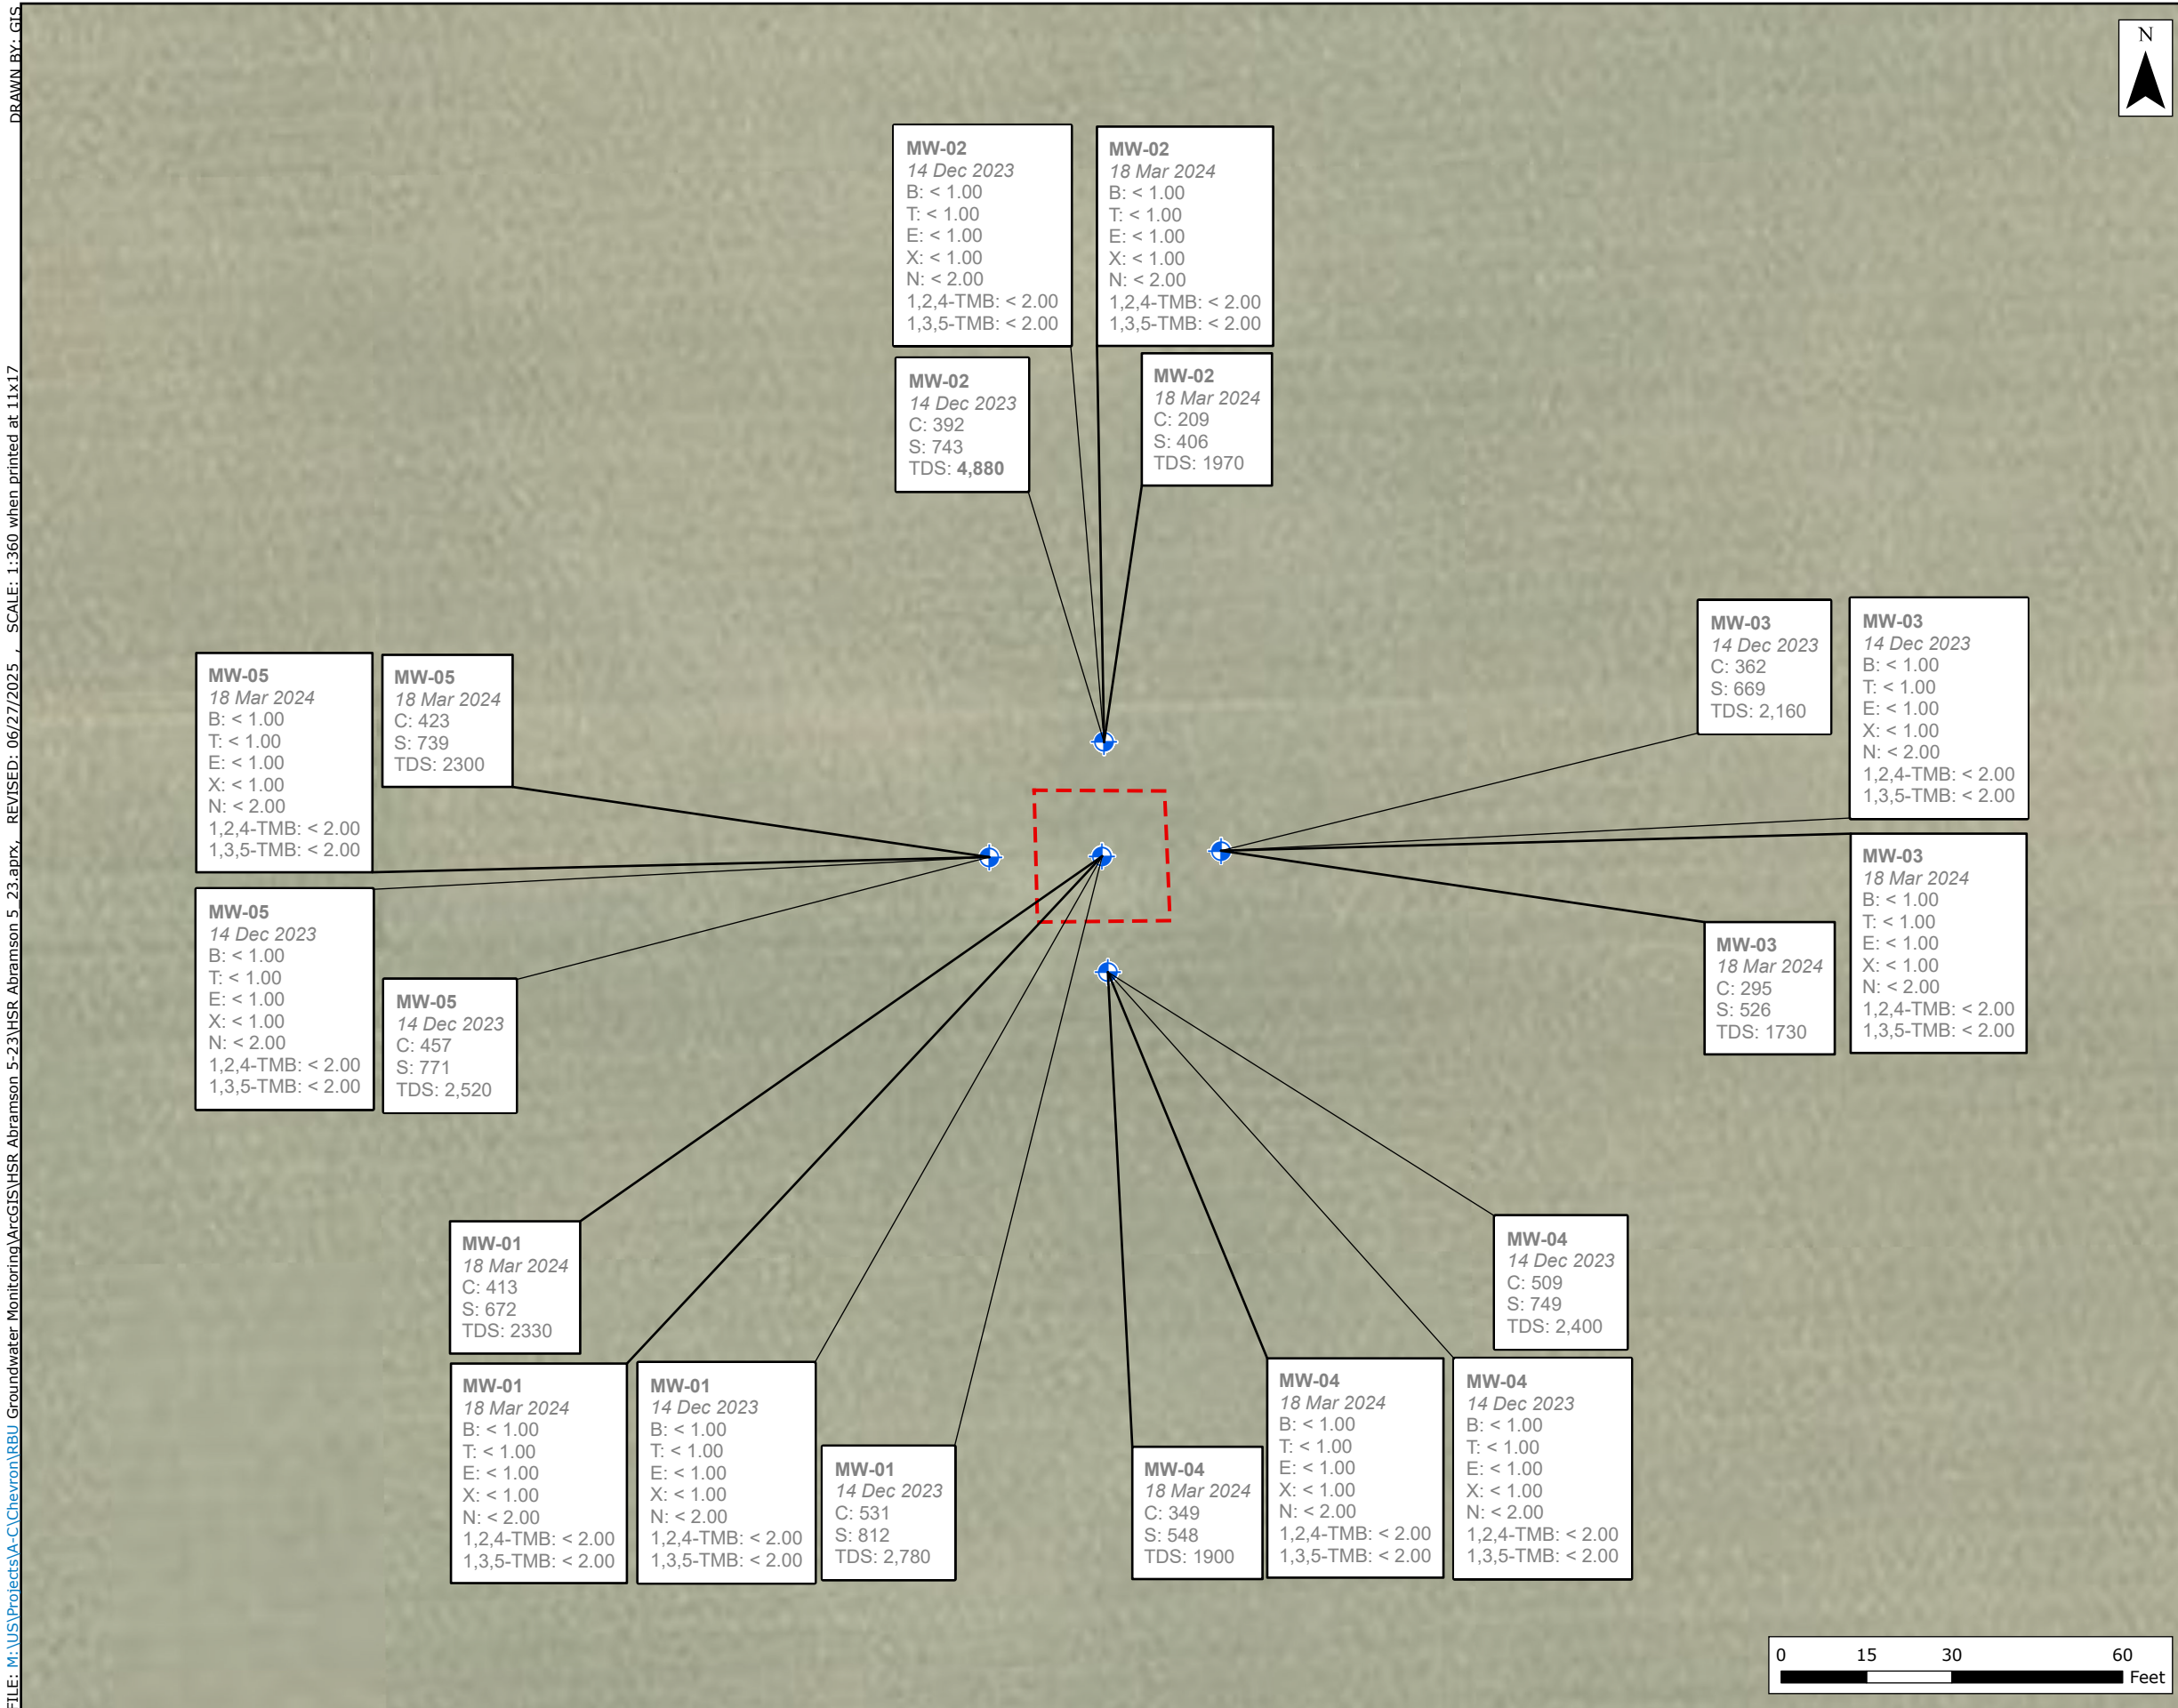 DRAWN BY: GIS
SCALE: 1:360 when printed at 11x17
REVISED: 06/27/2025 ,
FILE: M:\US\Projects\A-C\Chevron\RBU Groundwater Monitoring\ArcGIS\HSR Abramson 5-23\HSR Abramson 5_23.aprx,
N
MW-02
14 Dec 2023
B: < 1.00
T: < 1.00
E: < 1.00
X: < 1.00
N: < 2.00
1,2,4-TMB: < 2.00
1,3,5-TMB: < 2.00
MW-02
18 Mar 2024
B: < 1.00
T: < 1.00
E: < 1.00
X: < 1.00
N: < 2.00
1,2,4-TMB: < 2.00
1,3,5-TMB: < 2.00
MW-02
14 Dec 2023
C: 392
S: 743
TDS: 4,880
MW-02
18 Mar 2024
C: 209
S: 406
TDS: 1970
MW-05
18 Mar 2024
B: < 1.00
T: < 1.00
E: < 1.00
X: < 1.00
N: < 2.00
1,2,4-TMB: < 2.00
1,3,5-TMB: < 2.00
MW-05
18 Mar 2024
C: 423
S: 739
TDS: 2300
MW-03
14 Dec 2023
C: 362
S: 669
TDS: 2,160
MW-03
14 Dec 2023
B: < 1.00
T: < 1.00
E: < 1.00
X: < 1.00
N: < 2.00
1,2,4-TMB: < 2.00
1,3,5-TMB: < 2.00
MW-05
14 Dec 2023
B: < 1.00
T: < 1.00
E: < 1.00
X: < 1.00
N: < 2.00
1,2,4-TMB: < 2.00
1,3,5-TMB: < 2.00
MW-05
14 Dec 2023
C: 457
S: 771
TDS: 2,520
MW-03
18 Mar 2024
C: 295
S: 526
TDS: 1730
MW-03
18 Mar 2024
B: < 1.00
T: < 1.00
E: < 1.00
X: < 1.00
N: < 2.00
1,2,4-TMB: < 2.00
1,3,5-TMB: < 2.00
MW-01
18 Mar 2024
C: 413
S: 672
TDS: 2330
MW-04
14 Dec 2023
C: 509
S: 749
TDS: 2,400
MW-01
18 Mar 2024
B: < 1.00
T: < 1.00
E: < 1.00
X: < 1.00
N: < 2.00
1,2,4-TMB: < 2.00
1,3,5-TMB: < 2.00
MW-01
14 Dec 2023
B: < 1.00
T: < 1.00
E: < 1.00
X: < 1.00
N: < 2.00
1,2,4-TMB: < 2.00
1,3,5-TMB: < 2.00
MW-01
14 Dec 2023
C: 531
S: 812
TDS: 2,780
MW-04
18 Mar 2024
C: 349
S: 548
TDS: 1900
MW-04
18 Mar 2024
B: < 1.00
T: < 1.00
E: < 1.00
X: < 1.00
N: < 2.00
1,2,4-TMB: < 2.00
1,3,5-TMB: < 2.00
MW-04
14 Dec 2023
B: < 1.00
T: < 1.00
E: < 1.00
X: < 1.00
N: < 2.00
1,2,4-TMB: < 2.00
1,3,5-TMB: < 2.00
0 15 30 60
Feet